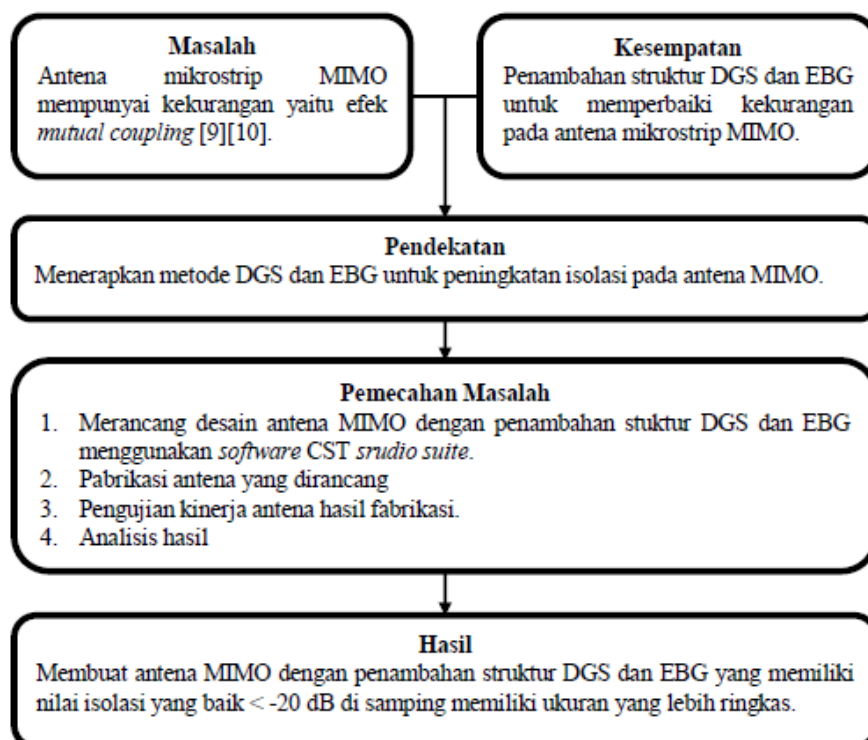 Masalah
Antena mikrostrip MIMO
mempunyai kekurangan yaitu efek
mutual coupling [9][10].
Kesempatan
Penambahan struktur DGS dan EBG
untuk memperbaiki kekurangan
pada antena mikrostrip MIMO.
Pendekatan
Menerapkan metode DGS dan EBG untuk peningkatan isolasi pada antena MIMO.
Pemecahan Masalah
1. Merancang desain antena MIMO dengan penambahan stuktur DGS dan EBG
menggunakan software CST srudio suite.
2. Pabrikasi antena yang dirancang
3. Pengujian kinerja antena hasil fabrikasi.
4. Analisis hasil
Hasil
Membuat antena MIMO dengan penambahan struktur DGS dan EBG yang memiliki
nilai isolasi yang baik < -20 dB di samping memiliki ukuran yang lebih ringkas.